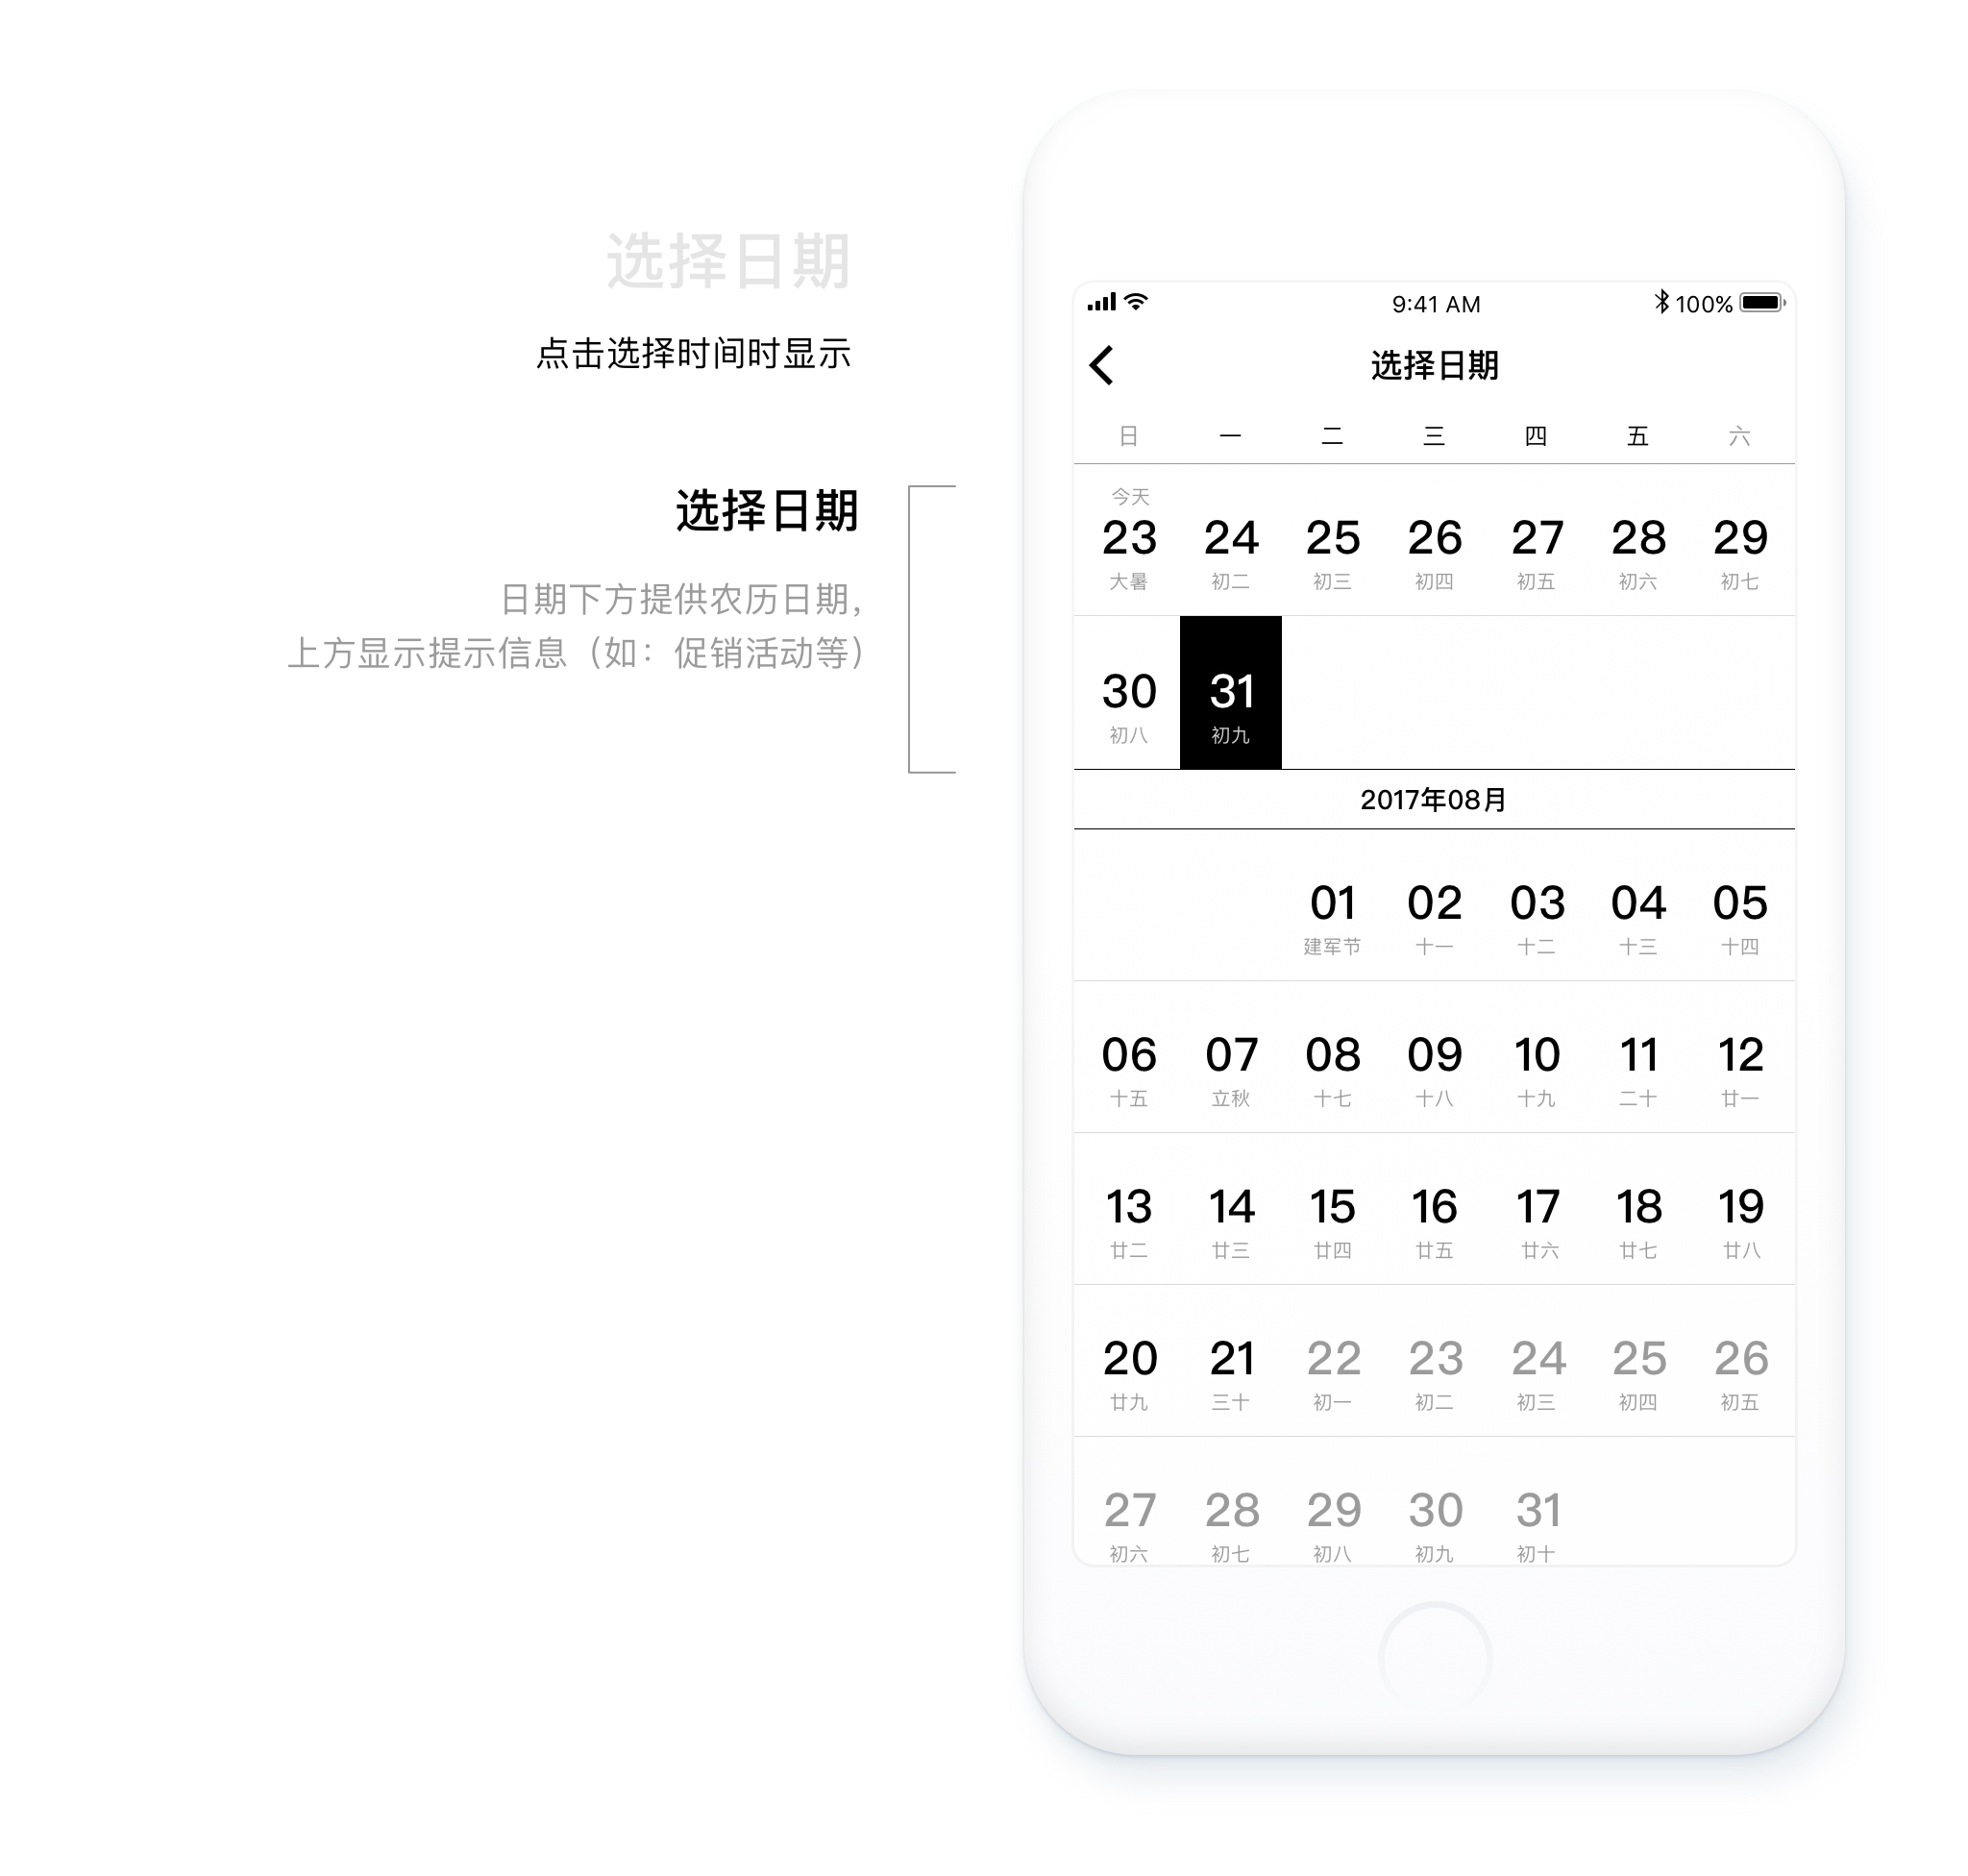 选择日期
点击选择时间时显示
选择日期
日期下方提供农历日期,
上方显示提示信息（如：促销活动等）
9:41 AM 100%
选择日期
日 一 二 三 四 五 六
今天
23 24 25 26 27 28 29
大暑 初二 初三 初四 初五 初六 初七
30 31
初八 初九
2017年08月
01 02 03 04 05
建军节 十一 十二 十三 十四
06 07 08 09 10 11 12
十五 立秋 十七 十八 十九 二十 廿一
13 14 15 16 17 18 19
廿二 廿三 廿四 廿五 廿六 廿七 廿八
20 21 22 23 24 25 26
廿九 三十 初一 初二 初三 初四 初五
27 28 29 30 31
初六 初七 初八 初九 初十